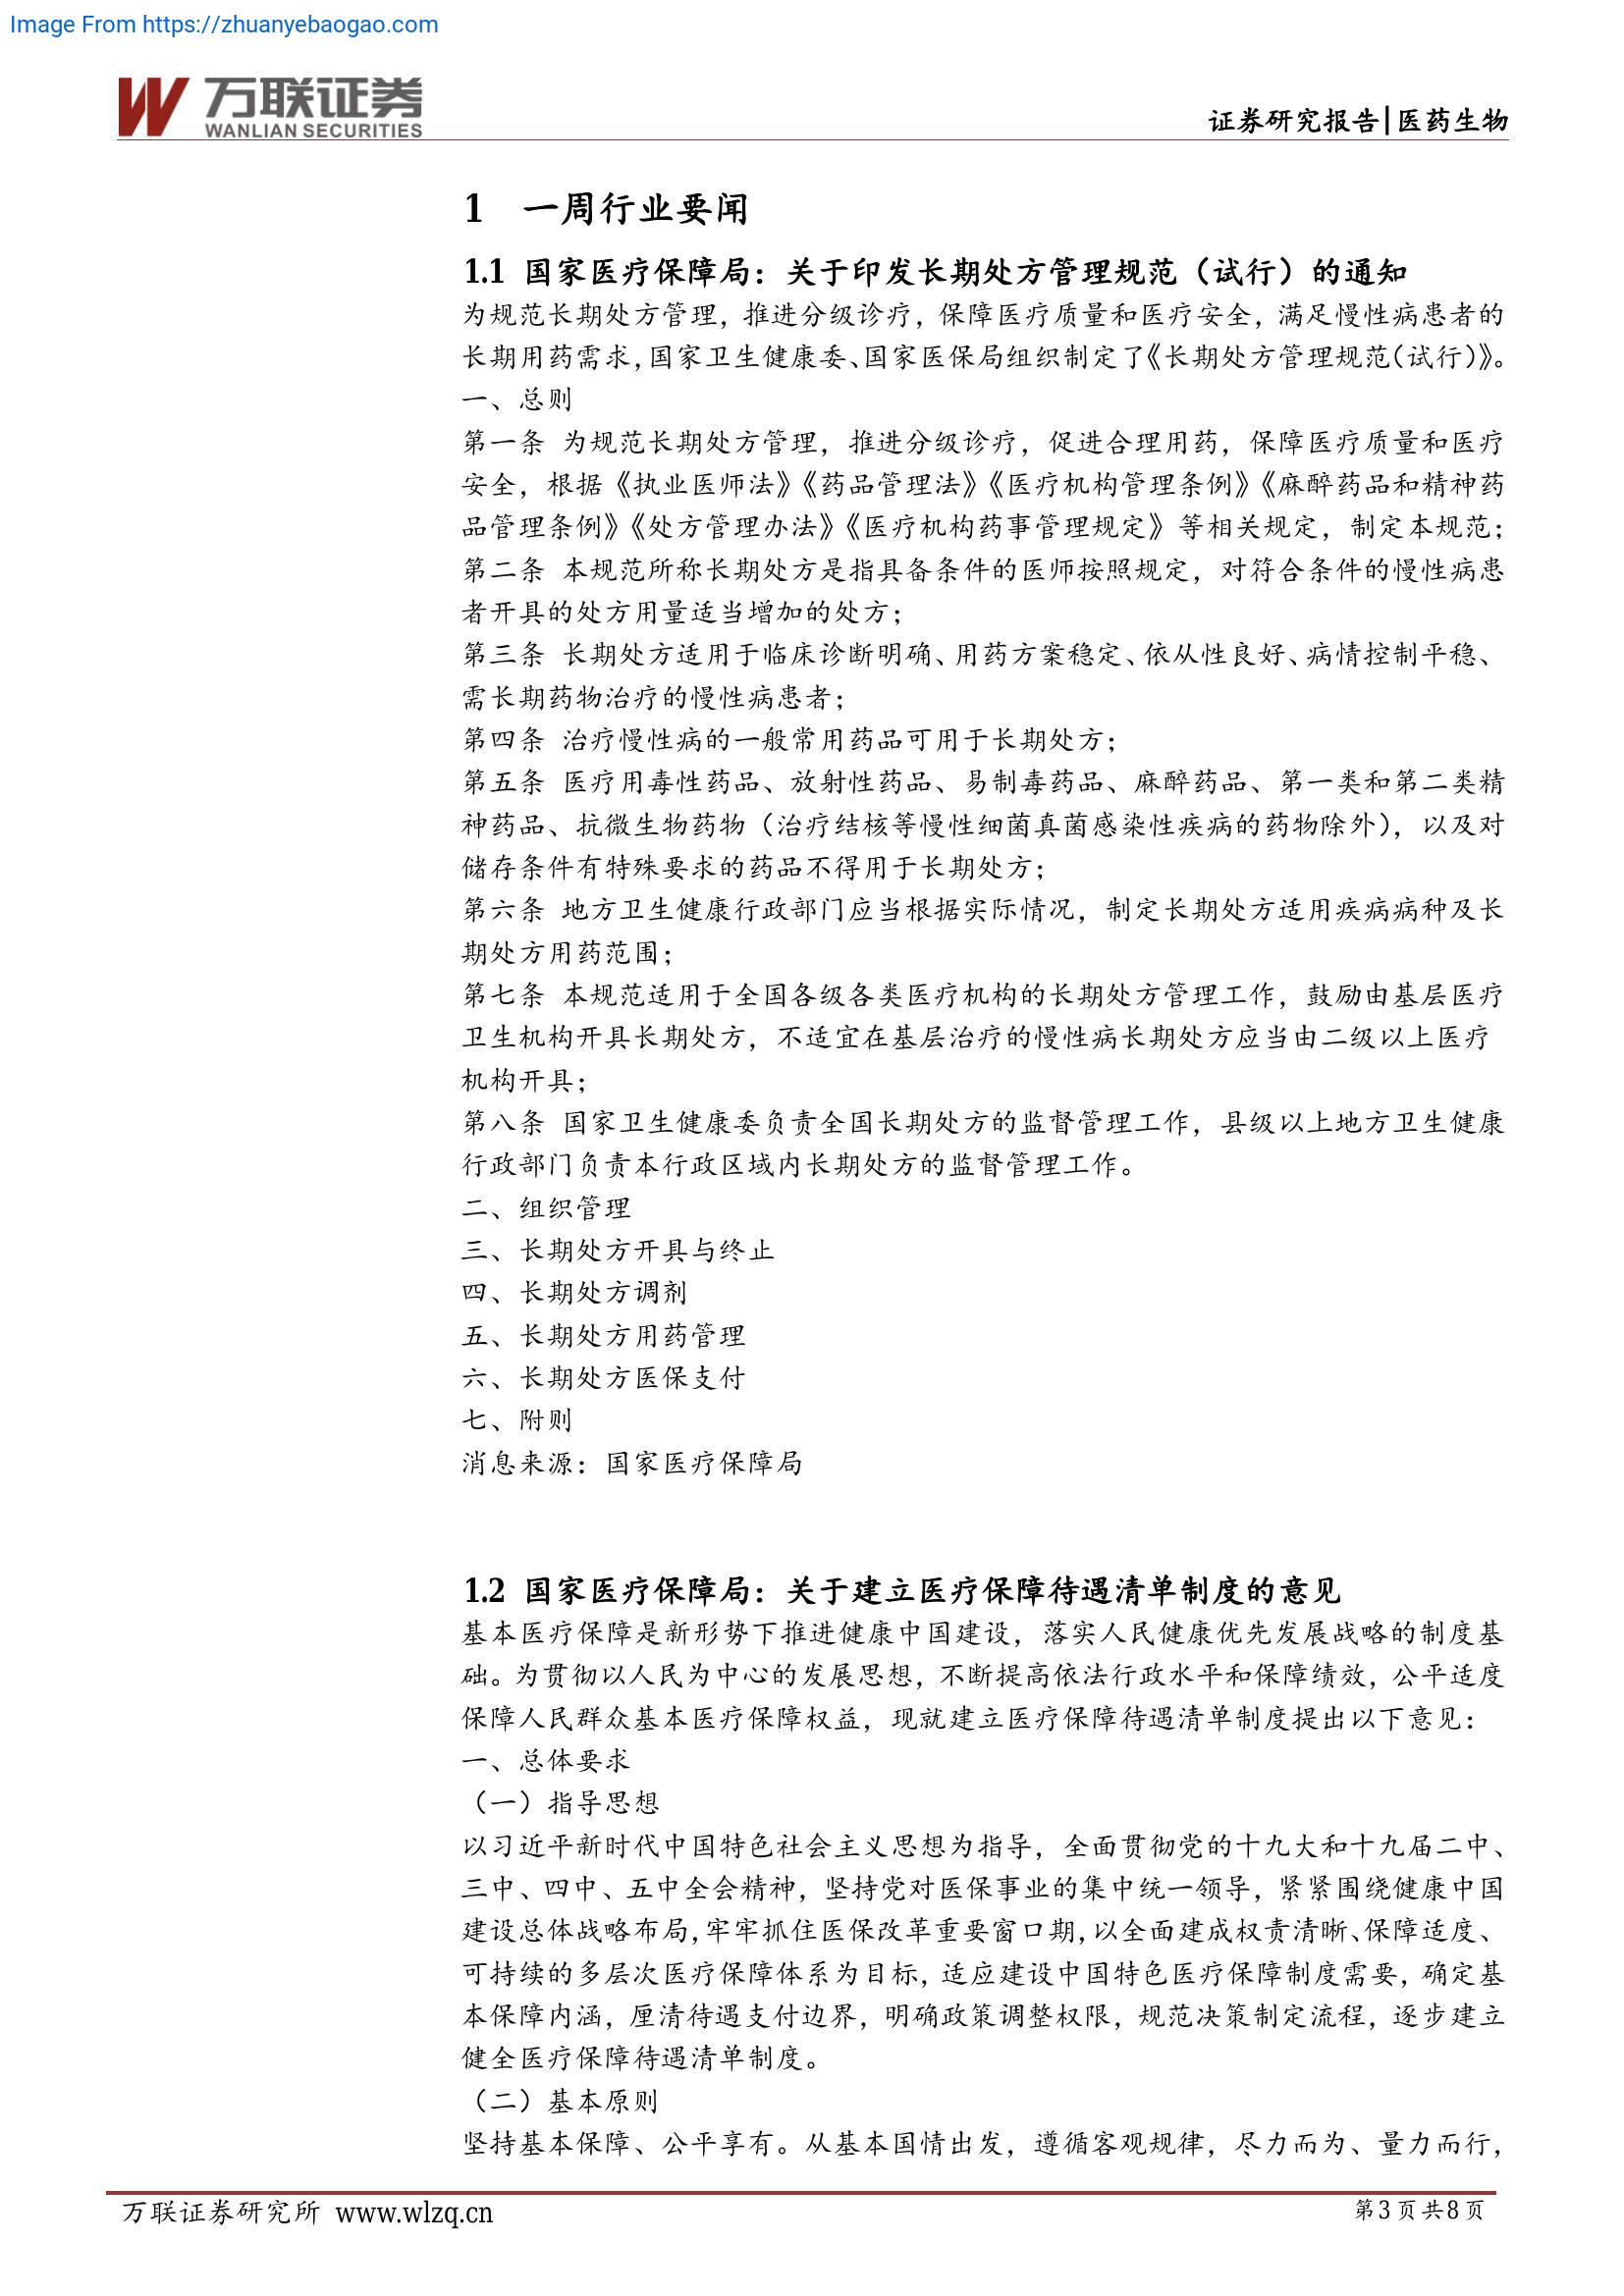 Image From https://zhuanyebaogao.com
万联证券
WANLIAN SECURITIES
证券研究报告|医药生物
1 一周行业要闻
1.1 国家医疗保障局：关于印发长期处方管理规范（试行）的通知
为规范长期处方管理，推进分级诊疗，保障医疗质量和医疗安全，满足慢性病患者的
长期用药需求，国家卫生健康委、国家医保局组织制定了《长期处方管理规范（试行）》。
一、总则
第一条 为规范长期处方管理，推进分级诊疗，促进合理用药，保障医疗质量和医疗
安全，根据《执业医师法》《药品管理法》《医疗机构管理条例》《麻醉药品和精神药
品管理条例》《处方管理办法》《医疗机构药事管理规定》等相关规定，制定本规范；
第二条 本规范所称长期处方是指具备条件的医师按照规定，对符合条件的慢性病患
者开具的处方用量适当增加的处方；
第三条 长期处方适用于临床诊断明确、用药方案稳定、依从性良好、病情控制平稳、
需长期药物治疗的慢性病患者；
第四条 治疗慢性病的一般常用药品可用于长期处方；
第五条 医疗用毒性药品、放射性药品、易制毒药品、麻醉药品、第一类和第二类精
神药品、抗微生物药物（治疗结核等慢性细菌真菌感染性疾病的药物除外），以及对
储存条件有特殊要求的药品不得用于长期处方；
第六条 地方卫生健康行政部门应当根据实际情况，制定长期处方适用疾病病种及长
期处方用药范围；
第七条 本规范适用于全国各级各类医疗机构的长期处方管理工作，鼓励由基层医疗
卫生机构开具长期处方，不适宜在基层治疗的慢性病长期处方应当由二级以上医疗
机构开具；
第八条 国家卫生健康委负责全国长期处方的监督管理工作，县级以上地方卫生健康
行政部门负责本行政区域内长期处方的监督管理工作。
二、组织管理
三、长期处方开具与终止
四、长期处方调剂
五、长期处方用药管理
六、长期处方医保支付
七、附则
消息来源：国家医疗保障局
1.2 国家医疗保障局：关于建立医疗保障待遇清单制度的意见
基本医疗保障是新形势下推进健康中国建设，落实人民健康优先发展战略的制度基
础。为贯彻以人民为中心的发展思想，不断提高依法行政水平和保障绩效，公平适度
保障人民群众基本医疗保障权益，现就建立医疗保障待遇清单制度提出以下意见：
一、总体要求
（一）指导思想
以习近平新时代中国特色社会主义思想为指导，全面贯彻党的十九大和十九届二中、
三中、四中、五中全会精神，坚持党对医保事业的集中统一领导，紧紧围绕健康中国
建设总体战略布局，牢牢抓住医保改革重要窗口期，以全面建成权责清晰、保障适度、
可持续的多层次医疗保障体系为目标，适应建设中国特色医疗保障制度需要，确定基
本保障内涵，厘清待遇支付边界，明确政策调整权限，规范决策制定流程，逐步建立
健全医疗保障待遇清单制度。
（二）基本原则
坚持基本保障、公平享有。从基本国情出发，遵循客观规律，尽力而为、量力而行，
万联证券研究所 www.wlzq.cn
第3页共8页